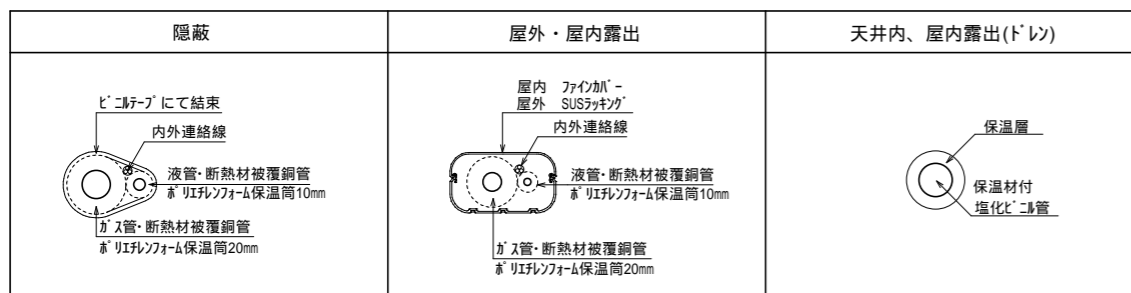 隠蔽
屋外・屋内露出
天井内、屋内露出(ﾄﾞﾚﾝ)
ﾋﾞﾆﾙﾃｰﾌﾟにて結束
内外連絡線
液管・断熱材被覆銅管
ﾎﾟﾘｴﾁﾚﾝﾌｫｰﾑ保温筒10mm
ｶﾞｽ管・断熱材被覆銅管
ﾎﾟﾘｴﾁﾚﾝﾌｫｰﾑ保温筒20mm
屋内 ﾌｧｲﾝｶﾊﾞｰ
屋外 SUSﾗｯｷﾝｸﾞ
内外連絡線
液管・断熱材被覆銅管
ﾎﾟﾘｴﾁﾚﾝﾌｫｰﾑ保温筒10mm
ｶﾞｽ管・断熱材被覆銅管
ﾎﾟﾘｴﾁﾚﾝﾌｫｰﾑ保温筒20mm
保温層
保温材付
塩化ﾋﾞﾆﾙ管